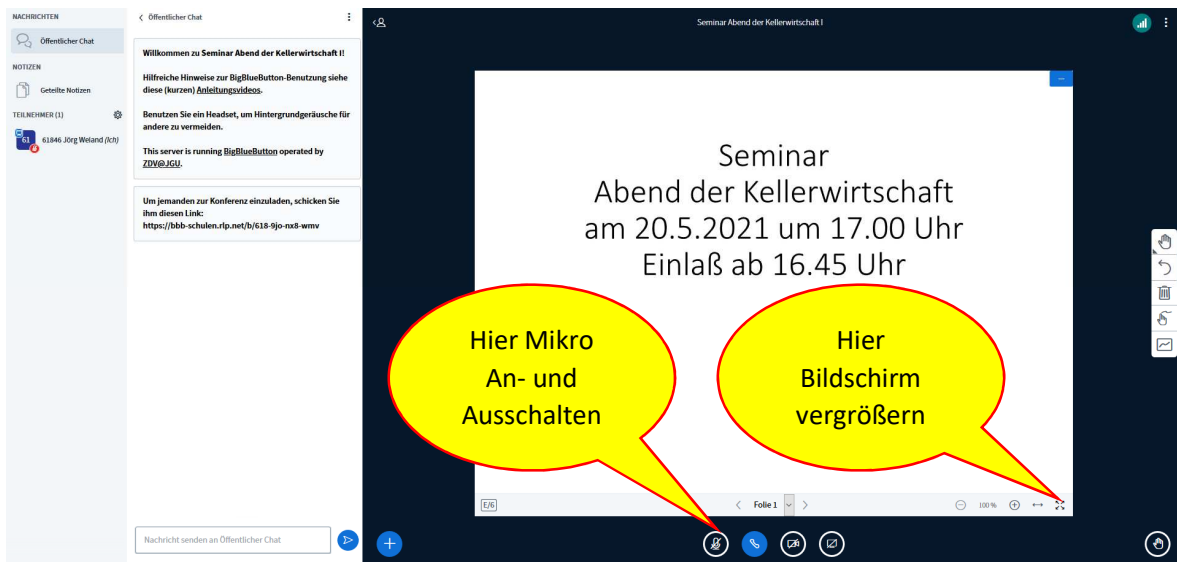 NACHRICHTEN
Öffentlicher Chat
NOTIZEN
Geteilte Notizen
TEILNEHMER (1)
61
61846 Jörg Weland (Ich)
Öffentlicher Chat
Willkommen zu Seminar Abend der Kellerwirtschaft I!
Hilfreiche Hinweise zur BigBlueButton-Benutzung siehe
diese (kurzen) Anleitungsvideos.
Benutzen Sie ein Headset, um Hintergrundgeräusche für
andere zu vermeiden.
This server is running BigBlueButton operated by
ZDV@JGU.
Um jemanden zur Konferenz einzuladen, schicken Sie
ihm diesen Link:
https://bbb-schulen.rlp.net/b/618-9jo-nx8-wmv
Nachricht senden an Öffentlicher Chat
Seminar Abend der Kellerwirtschaft I
Seminar
Abend der Kellerwirtschaft
am 20.5.2021 um 17.00 Uhr
Einlaß ab 16.45 Uhr
Hier Mikro
An- und
Ausschalten
Hier
Bildschirm
vergrößern
E/6
Folie 1
100 %